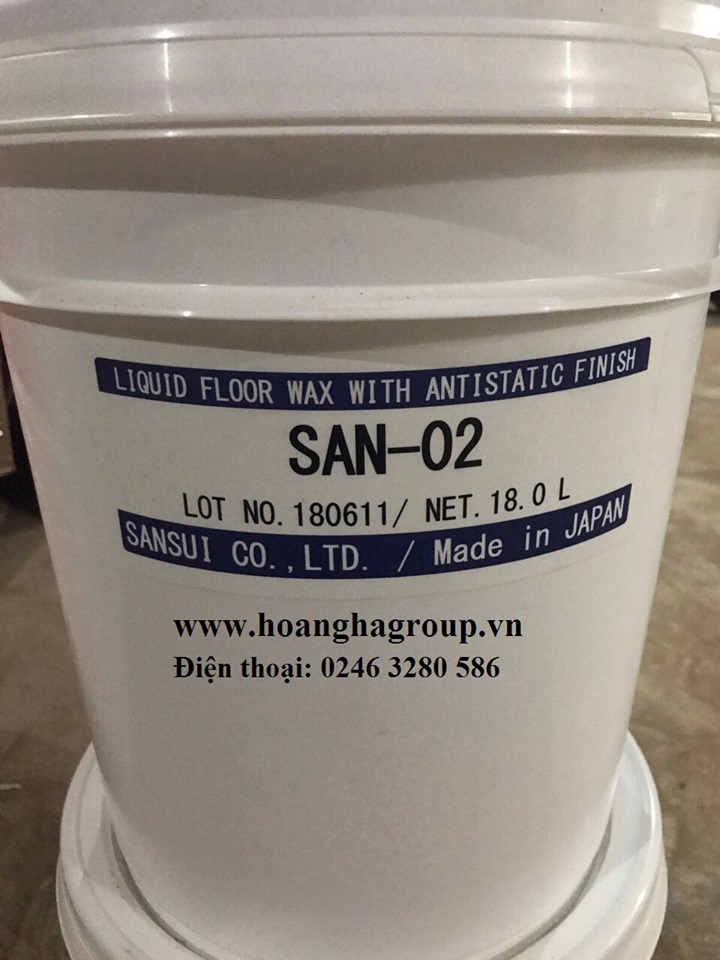 LIQUID FLOOR WAX WITH ANTISTATIC FINISH
SAN-02
LOT NO. 180611/ NET. 18.0 L
SANSUI CO.,LTD. / Made in JAPAN
www.hoanghagroup.vn
Điện thoại: 0246 3280 586